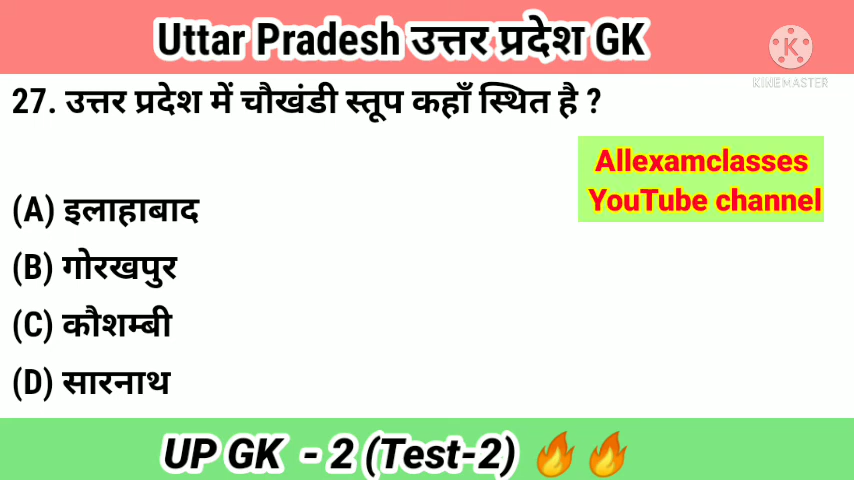 Uttar Pradesh उत्तर प्रदेश GK
K
KINEMASTER
27. उत्तर प्रदेश में चौखंडी स्तूप कहाँ स्थित है ?
Allexamclasses
YouTube channel
(A) इलाहाबाद
(B) गोरखपुर
(C) कौशम्बी
(D) सारनाथ
UP GK - 2 (Test-2) 🔥🔥